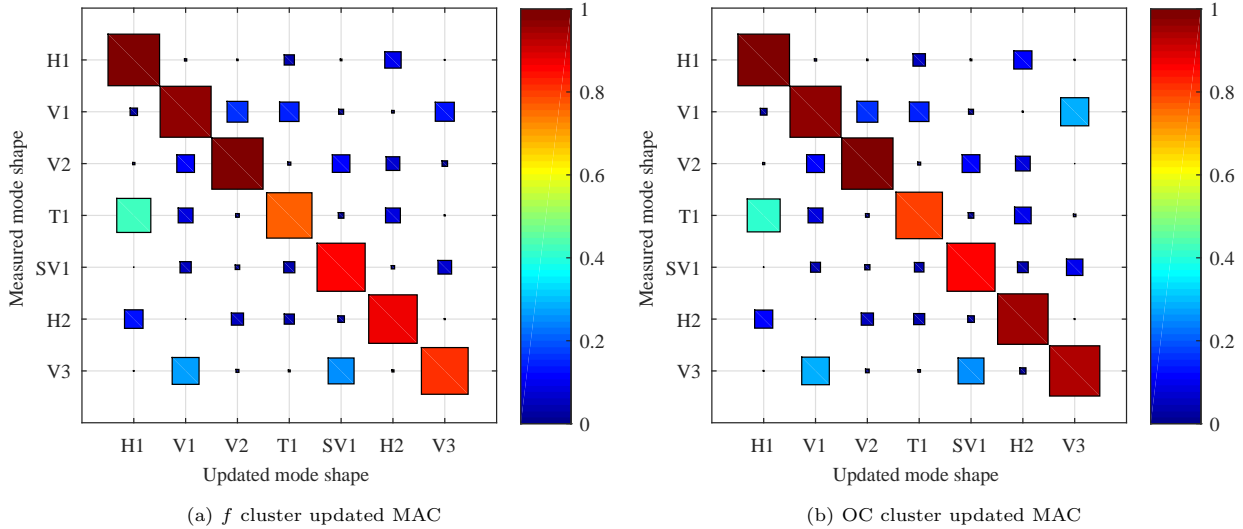 H1
V1
V2
T1
SV1
H2
V3
Measured mode shape
H1 V1 V2 T1 SV1 H2 V3
Updated mode shape
1
0.8
0.6
0.4
0.2
0
(a) f cluster updated MAC
H1
V1
V2
T1
SV1
H2
V3
Measured mode shape
H1 V1 V2 T1 SV1 H2 V3
Updated mode shape
1
0.8
0.6
0.4
0.2
0
(b) OC cluster updated MAC